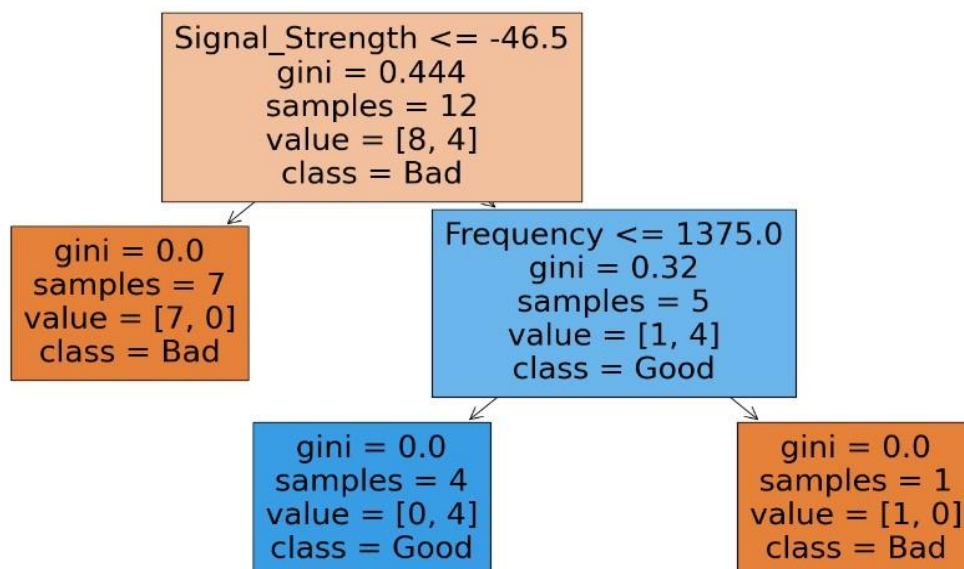 Signal_Strength <= -46.5
gini = 0.444
samples = 12
value = [8, 4]
class = Bad
gini = 0.0
samples = 7
value = [7, 0]
class = Bad
Frequency <= 1375.0
gini = 0.32
samples = 5
value = [1, 4]
class = Good
gini = 0.0
samples = 4
value = [0, 4]
class = Good
gini = 0.0
samples = 1
value = [1, 0]
class = Bad